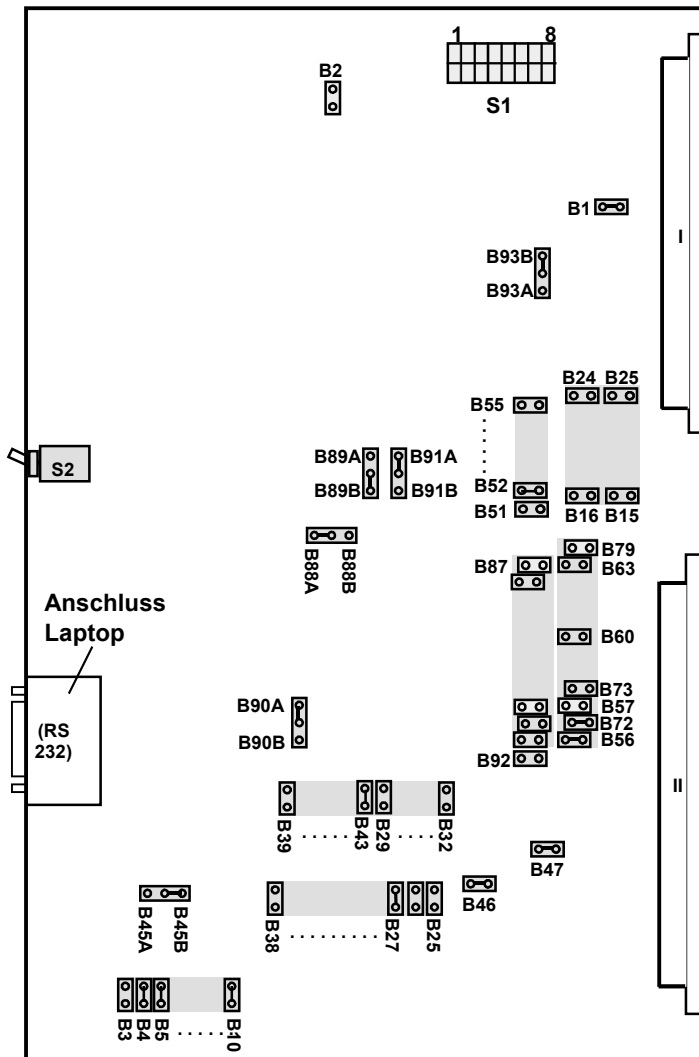 1 8
B2
S1
B1
I
B93B
B93A
B24 B25
B55
S2
B89A B91A
B89B B91B
B52
B51
B16 B15
B79
B87 B63
B88A
B88B
Anschluss
Laptop
B60
B73
B90A
B57
(RS
232)
B72
B90B
B56
B92
II
B39
......
B43
B29
.....
B32
B47
B46
B45A
B45B
B38
.........
B27
B25
B3
B4
B5
.....
B10